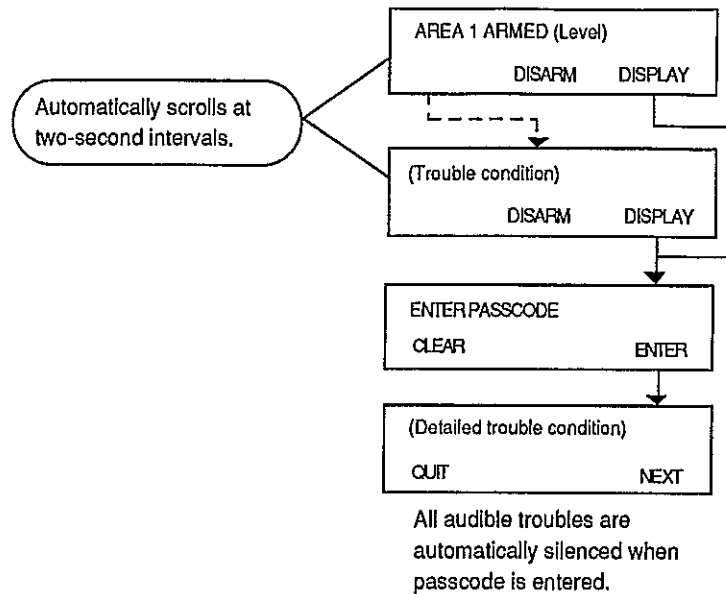 AREA 1 ARMED (Level)
DISARM DISPLAY
Automatically scrolls at
two-second intervals.
(Trouble condition)
DISARM DISPLAY
ENTER PASSCODE
CLEAR ENTER
(Detailed trouble condition)
QUIT NEXT
All audible troubles are
automatically silenced when
passcode is entered.